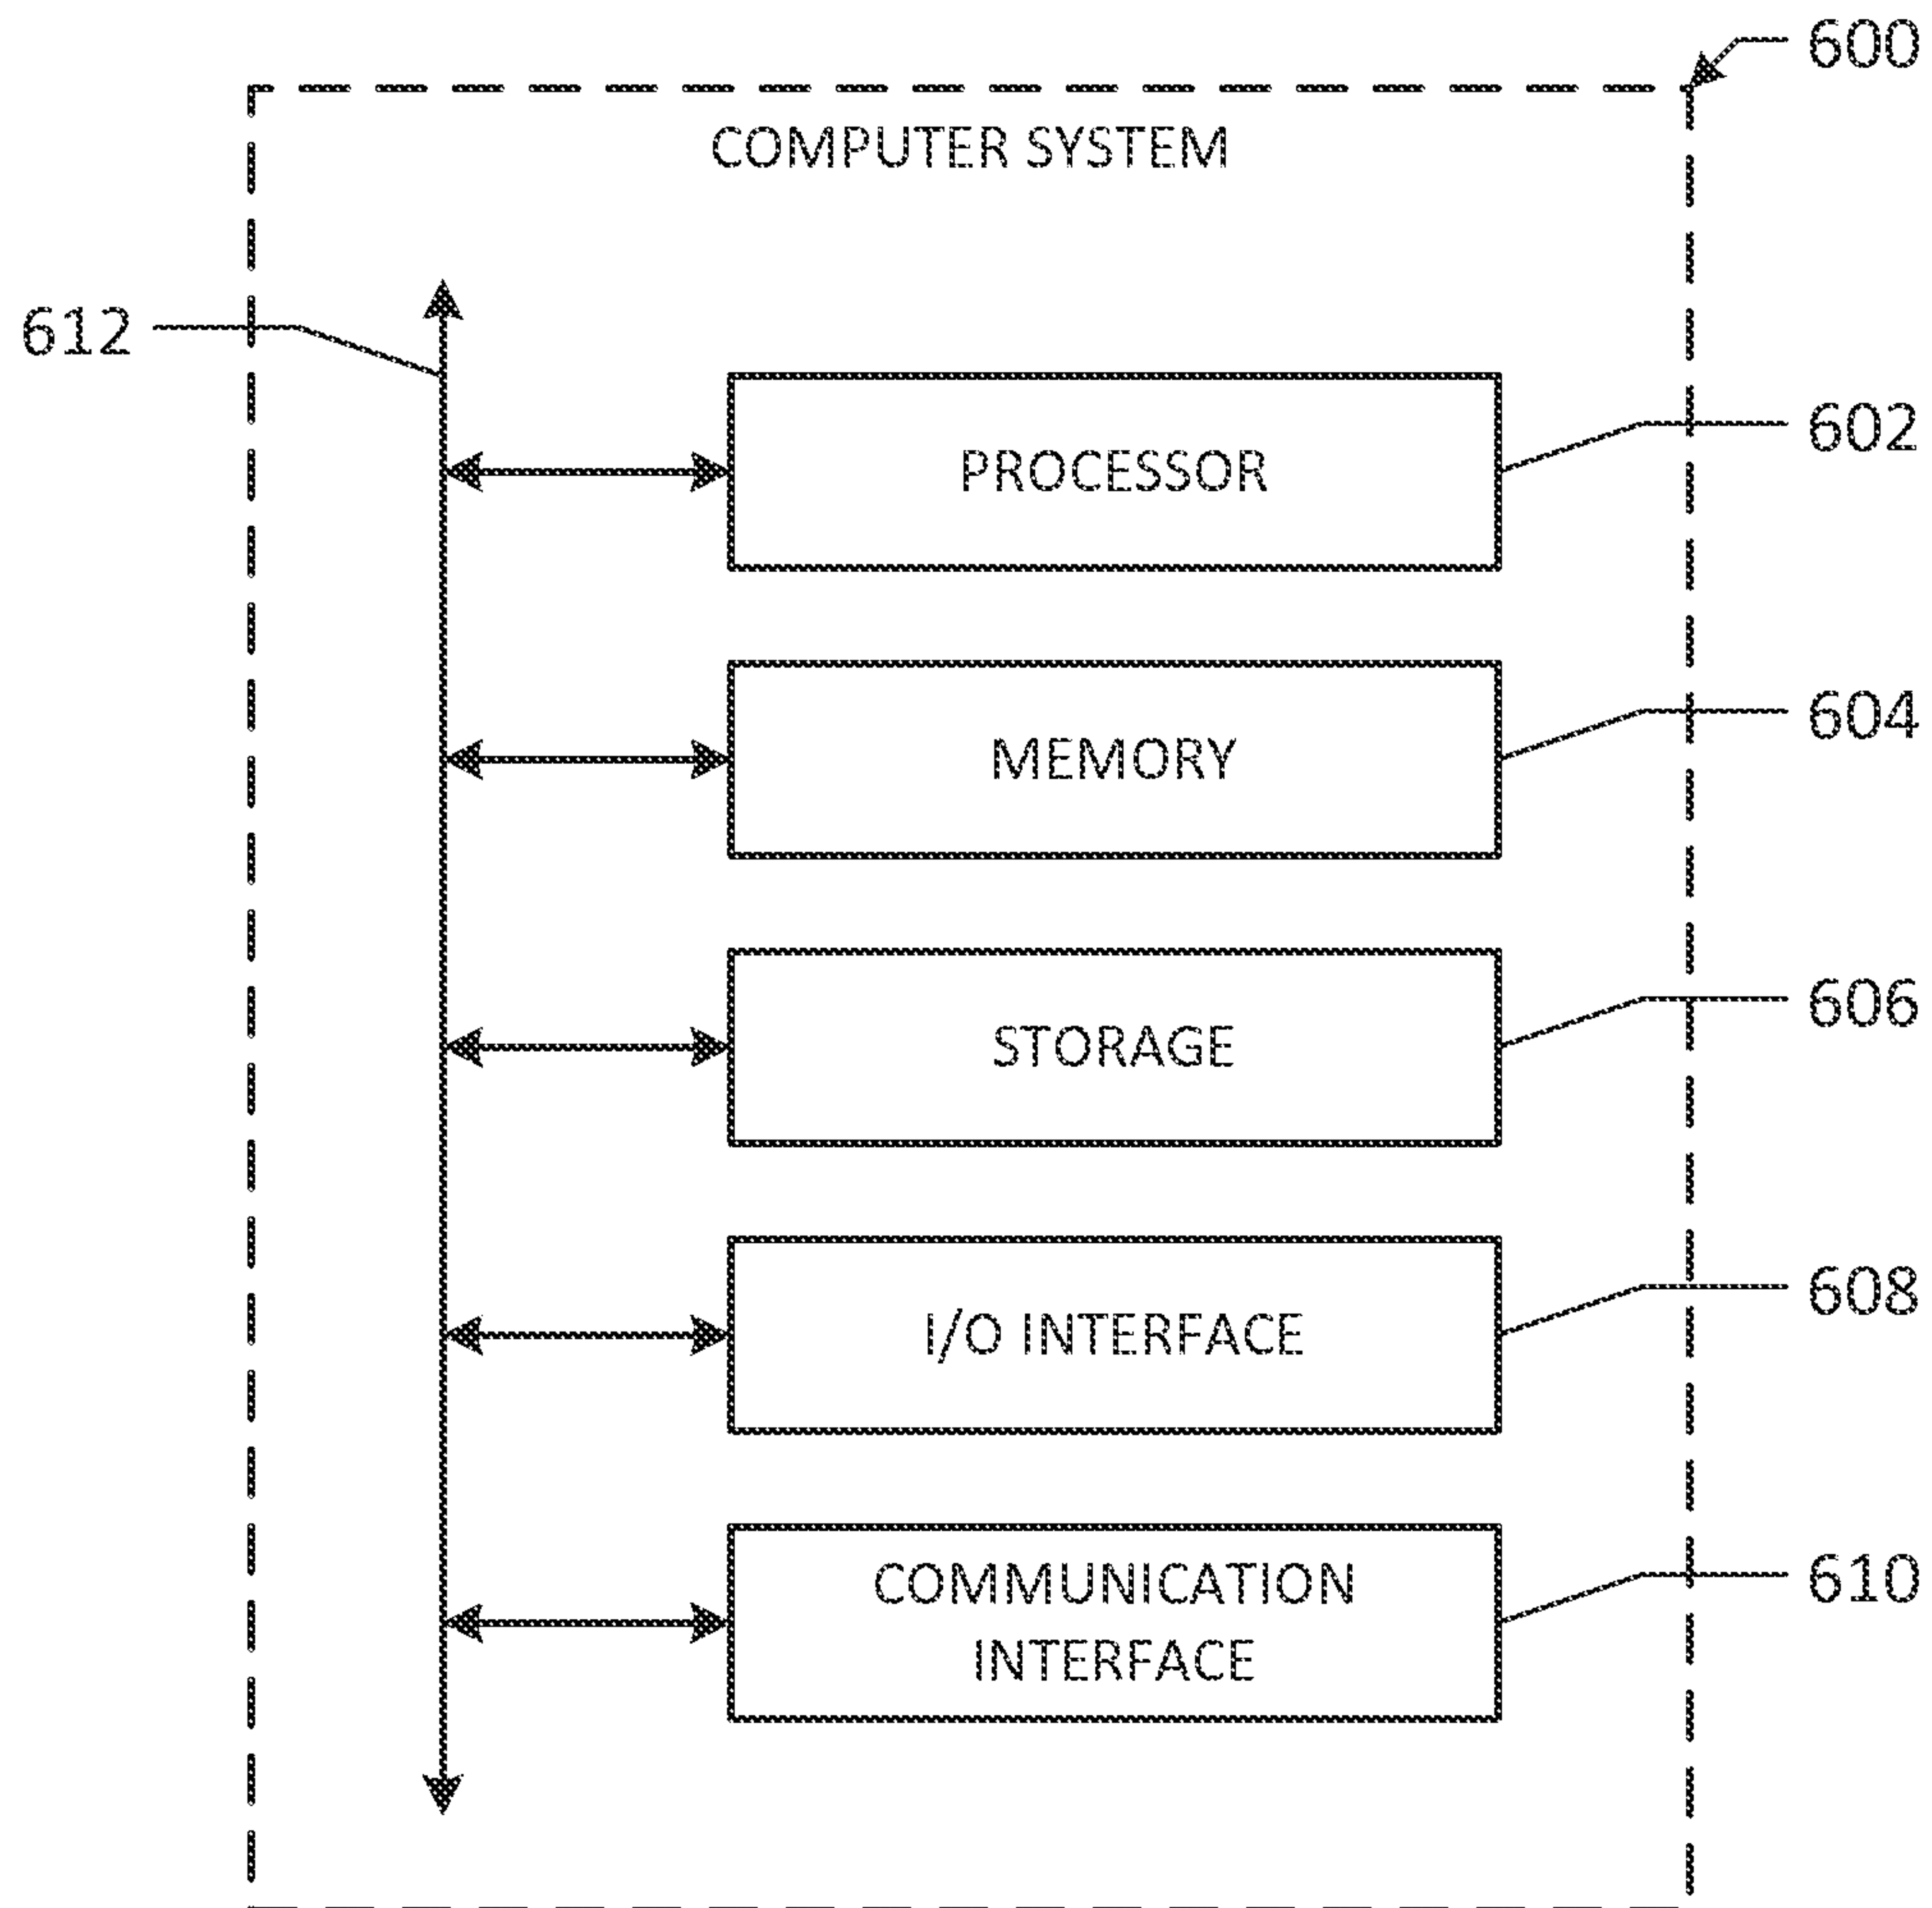 600
COMPUTER SYSTEM
612
PROCESSOR
602
MEMORY
604
STORAGE
606
I/O INTERFACE
608
COMMUNICATION
INTERFACE
610